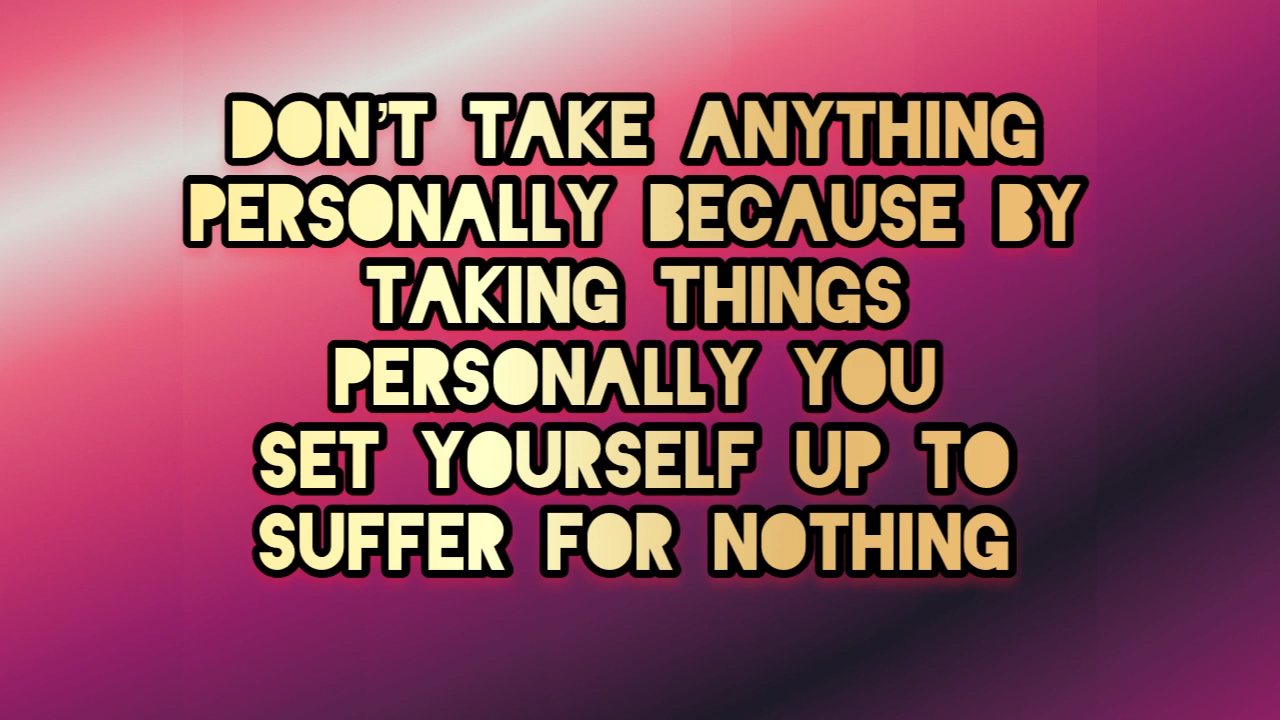 DON'T TAKE ANYTHING
PERSONALLY BECAUSE BY
TAKING THINGS
PERSONALLY YOU
SET YOURSELF UP TO
SUFFER FOR NOTHING